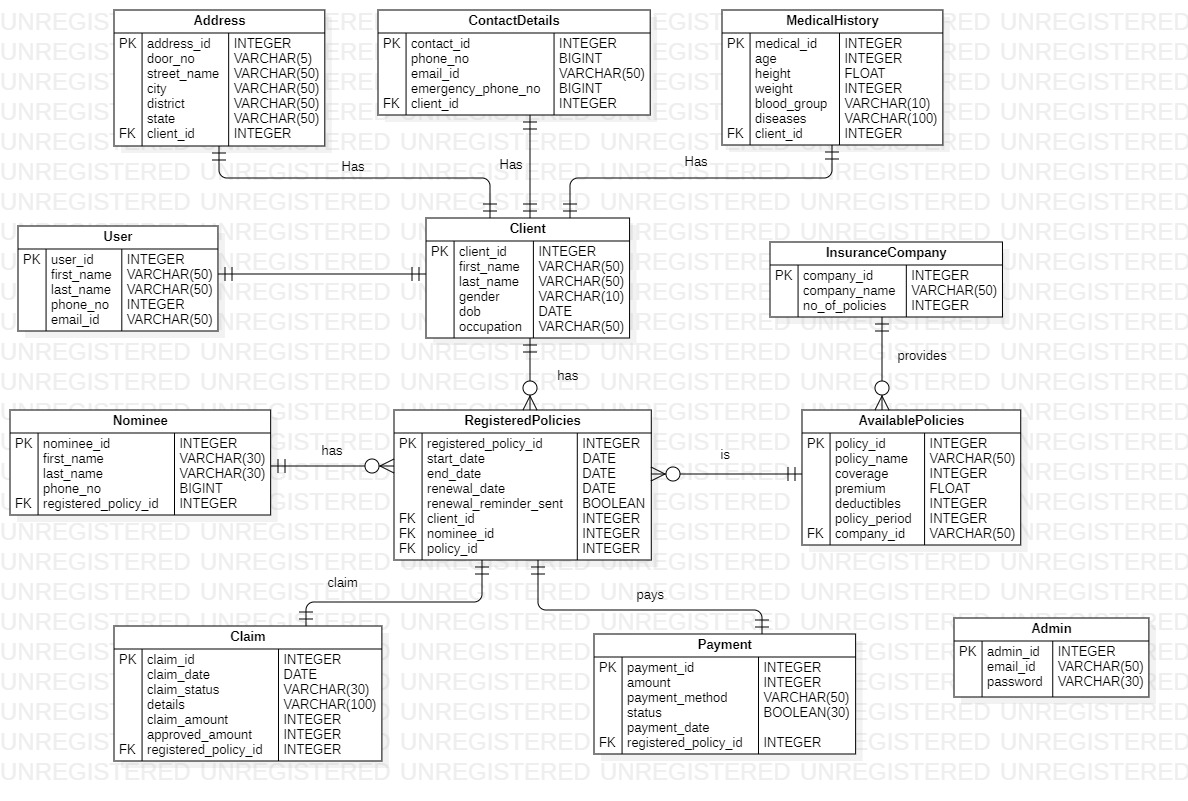 Address
PK address_id INTEGER
door_no VARCHAR(5)
street_name VARCHAR(50)
city VARCHAR(50)
district VARCHAR(50)
state VARCHAR(50)
FK client_id INTEGER
ContactDetails
PK contact_id INTEGER
phone_no BIGINT
email_id VARCHAR(50)
emergency_phone_no BIGINT
FK client_id INTEGER
MedicalHistory
PK medical_id INTEGER
age INTEGER
height FLOAT
weight INTEGER
blood_group VARCHAR(10)
diseases VARCHAR(100)
FK client_id INTEGER
Has
Has
Has
User
PK user_id INTEGER
first_name VARCHAR(50)
last_name VARCHAR(50)
phone_no INTEGER
email_id VARCHAR(50)
Client
PK client_id INTEGER
first_name VARCHAR(50)
last_name VARCHAR(50)
gender VARCHAR(10)
dob DATE
occupation VARCHAR(50)
InsuranceCompany
PK company_id INTEGER
company_name VARCHAR(50)
no_of_policies INTEGER
has
provides
Nominee
PK nominee_id INTEGER
first_name VARCHAR(30)
last_name VARCHAR(30)
phone_no BIGINT
FK registered_policy_id INTEGER
has
RegisteredPolicies
PK registered_policy_id INTEGER
start_date DATE
end_date DATE
renewal_date DATE
renewal_reminder_sent BOOLEAN
FK client_id INTEGER
FK nominee_id INTEGER
FK policy_id INTEGER
is
AvailablePolicies
PK policy_id INTEGER
policy_name VARCHAR(50)
coverage INTEGER
premium FLOAT
deductibles INTEGER
policy_period INTEGER
FK company_id VARCHAR(50)
claim
pays
Claim
PK claim_id INTEGER
claim_date DATE
claim_status VARCHAR(30)
details VARCHAR(100)
claim_amount INTEGER
approved_amount INTEGER
FK registered_policy_id INTEGER
Payment
PK payment_id INTEGER
amount INTEGER
payment_method VARCHAR(50)
status BOOLEAN(30)
payment_date
FK registered_policy_id INTEGER
Admin
PK admin_id INTEGER
email_id VARCHAR(50)
password VARCHAR(30)
UNREGISTERED